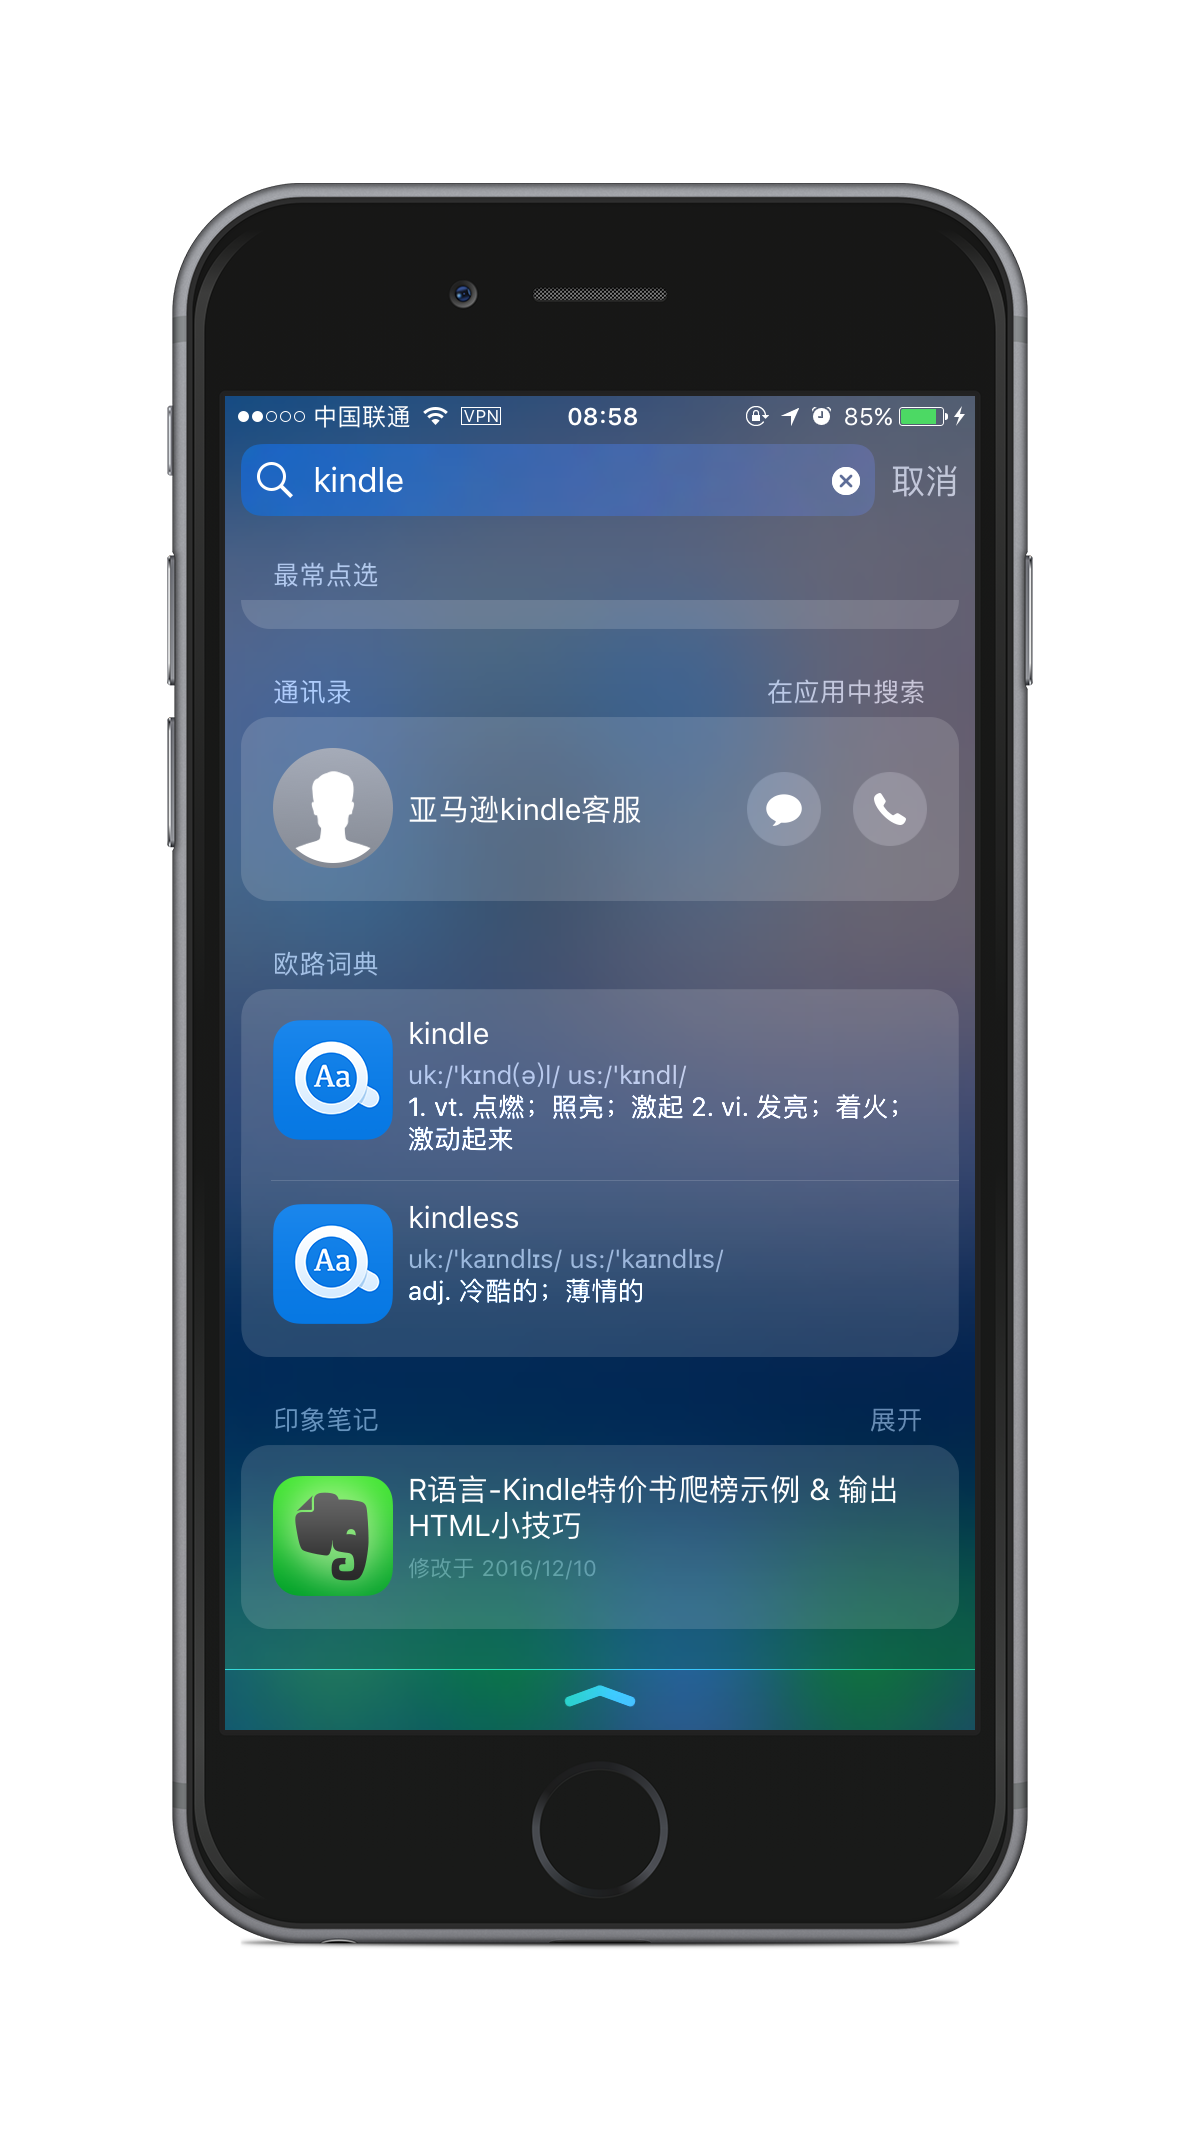 中国联通 VPN 08:58 85%
kindle 取消
最常点选
通讯录 在应用中搜索
亚马逊kindle客服
欧路词典
Aa
kindle
uk:/'kɪnd(ə)l/ us:/'kɪndl/
1. vt. 点燃；照亮；激起 2. vi. 发亮；着火；
激动起来
Aa
kindless
uk:/'kaɪndlɪs/ us:/'kaɪndlɪs/
adj. 冷酷的；薄情的
印象笔记 展开
R语言-Kindle特价书爬榜示例 & 输出
HTML小技巧
修改于 2016/12/10